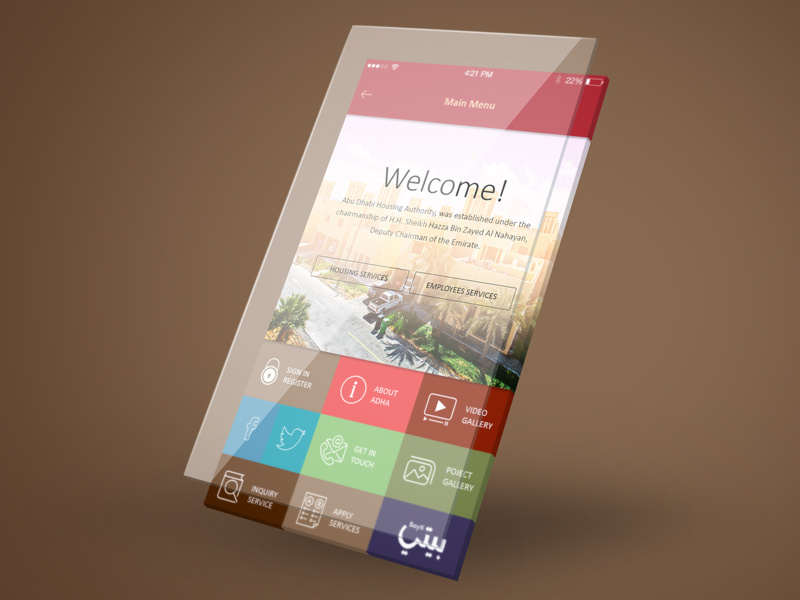 4:21 PM
22%
Main Menu
Welcome!
Abu Dhabi Housing Authority, was established under the
chairmanship of H.H. Sheikh Hazza Bin Zayed Al Nahayan,
Deputy Chairman of the Emirate.
HOUSING SERVICES
EMPLOYEES SERVICES
SIGN IN
REGISTER
ABOUT
ADHA
VIDEO
GALLERY
GET IN
TOUCH
POJECT
GALLERY
INQUIRY
SERVICE
APPLY
SERVICES
Bayti
بيتي